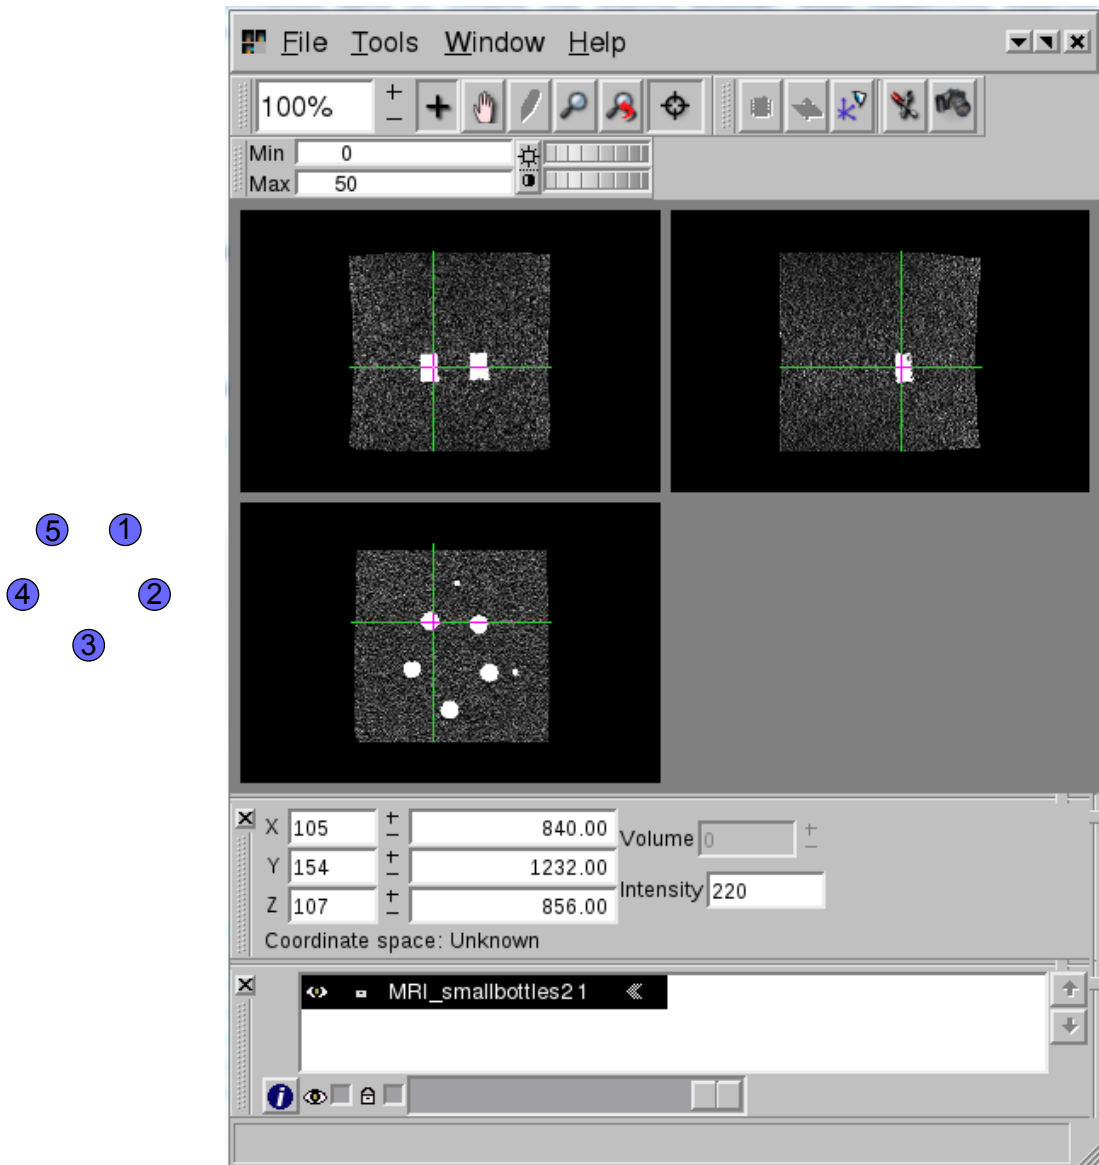 File Tools Window Help
100%
Min 0
Max 50
5 1
4 2
3
X 105 840.00 Volume 0
Y 154 1232.00
Intensity 220
Z 107 856.00
Coordinate space: Unknown
MRI_smallbottles2 1